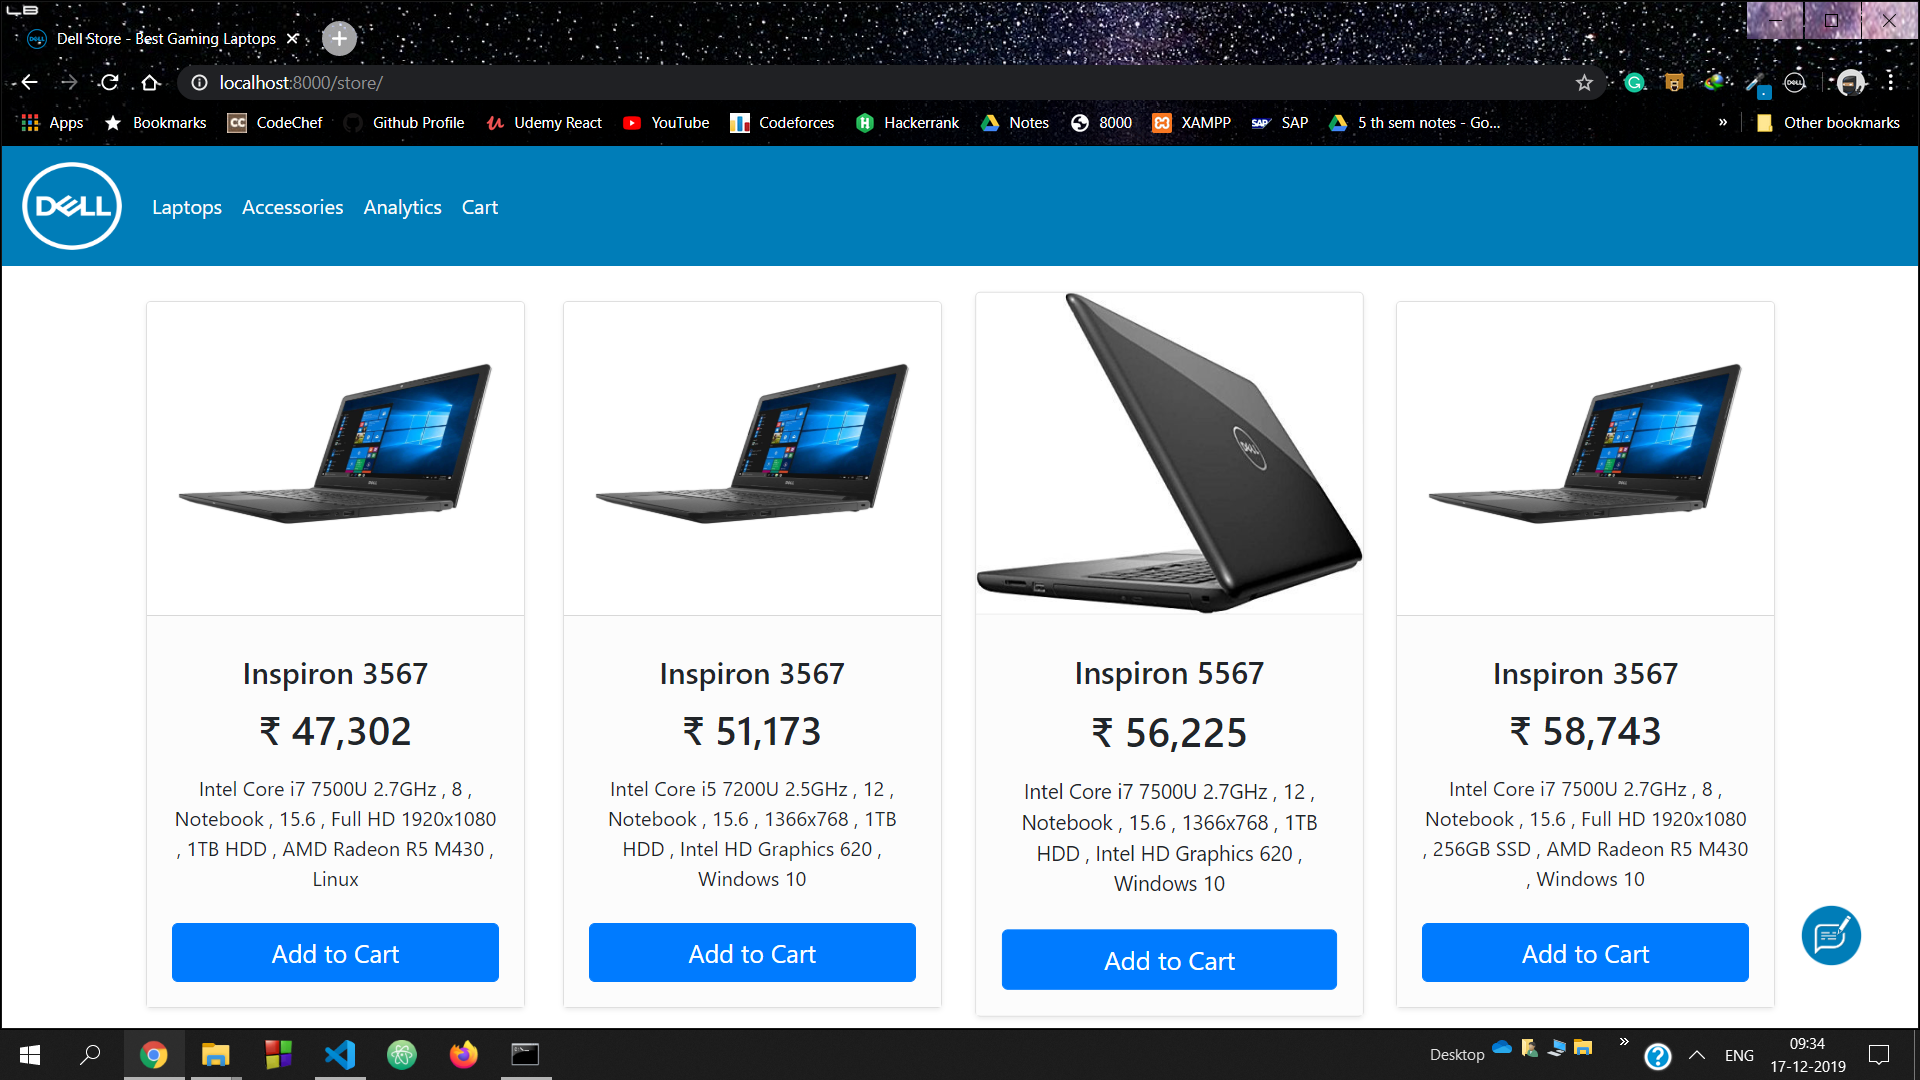 LB
Dell Store - Best Gaming Laptops
localhost:8000/store/
Apps Bookmarks CodeChef Github Profile Udemy React YouTube Codeforces Hackerrank Notes 8000 XAMPP SAP 5 th sem notes - Go... » Other bookmarks
DELL Laptops Accessories Analytics Cart
Inspiron 3567
₹ 47,302
Intel Core i7 7500U 2.7GHz , 8 ,
Notebook , 15.6 , Full HD 1920x1080
, 1TB HDD , AMD Radeon R5 M430 ,
Linux
Add to Cart
Inspiron 3567
₹ 51,173
Intel Core i5 7200U 2.5GHz , 12 ,
Notebook , 15.6 , 1366x768 , 1TB
HDD , Intel HD Graphics 620 ,
Windows 10
Add to Cart
DELL
Inspiron 5567
₹ 56,225
Intel Core i7 7500U 2.7GHz , 12 ,
Notebook , 15.6 , 1366x768 , 1TB
HDD , Intel HD Graphics 620 ,
Windows 10
Add to Cart
Inspiron 3567
₹ 58,743
Intel Core i7 7500U 2.7GHz , 8 ,
Notebook , 15.6 , Full HD 1920x1080
, 256GB SSD , AMD Radeon R5 M430
, Windows 10
Add to Cart
Desktop » ENG 09:34
17-12-2019